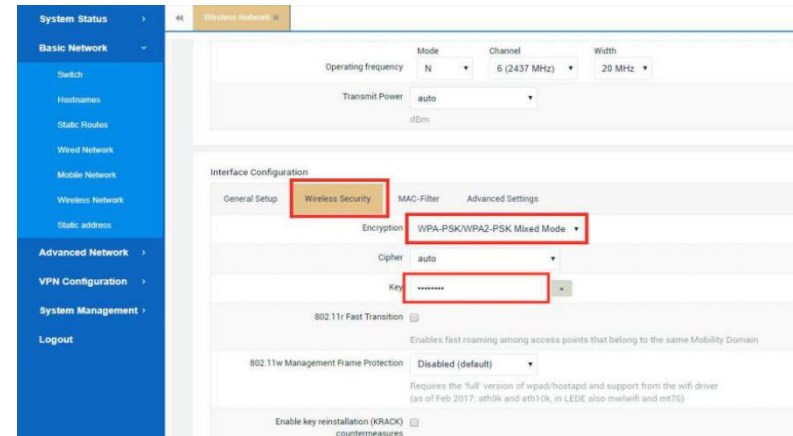 System Status
Basic Network
Switch
Hostnames
Static Routes
Wired Network
Mobile Network
Wireless Network
Static address
Advanced Network
VPN Configuration
System Management
Logout
Wireless Network
Mode Channel Width
Operating frequency N 6 (2437 MHz) 20 MHz
Transmit Power auto
dBm
Interface Configuration
General Setup Wireless Security MAC-Filter Advanced Settings
Encryption WPA-PSK/WPA2-PSK Mixed Mode
Cipher auto
Key ••••••••
802.11r Fast Transition
Enables fast roaming among access points that belong to the same Mobility Domain
802.11w Management Frame Protection Disabled (default)
Requires the 'full' version of wpad/hostapd and support from the wifi driver
(as of Feb 2017: ath9k and ath10k, in LEDE also mwlwifi and mt76)
Enable key reinstallation (KRACK)
countermeasures